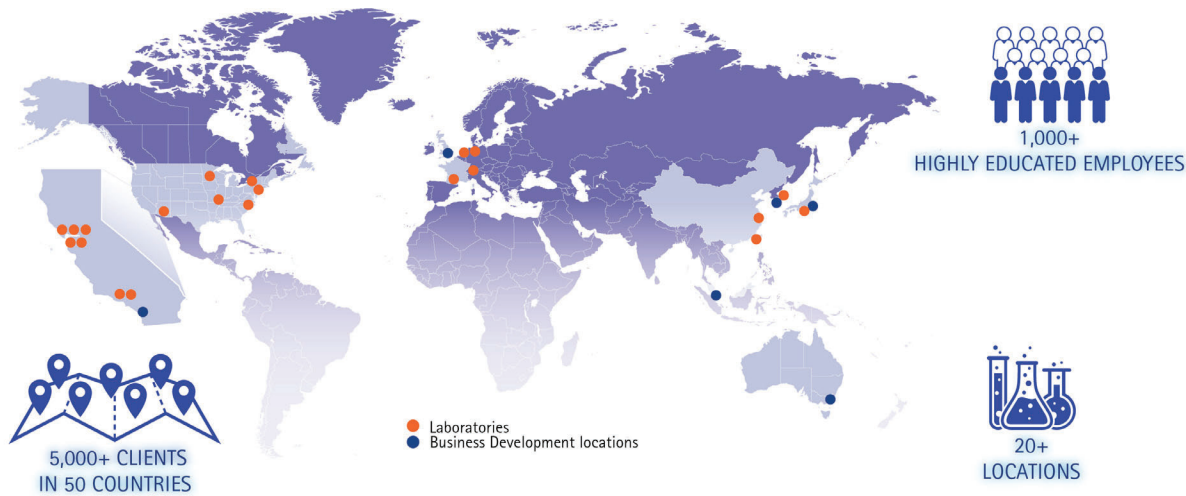 1,000+
HIGHLY EDUCATED EMPLOYEES
Laboratories
Business Development locations
5,000+ CLIENTS
IN 50 COUNTRIES
20+
LOCATIONS